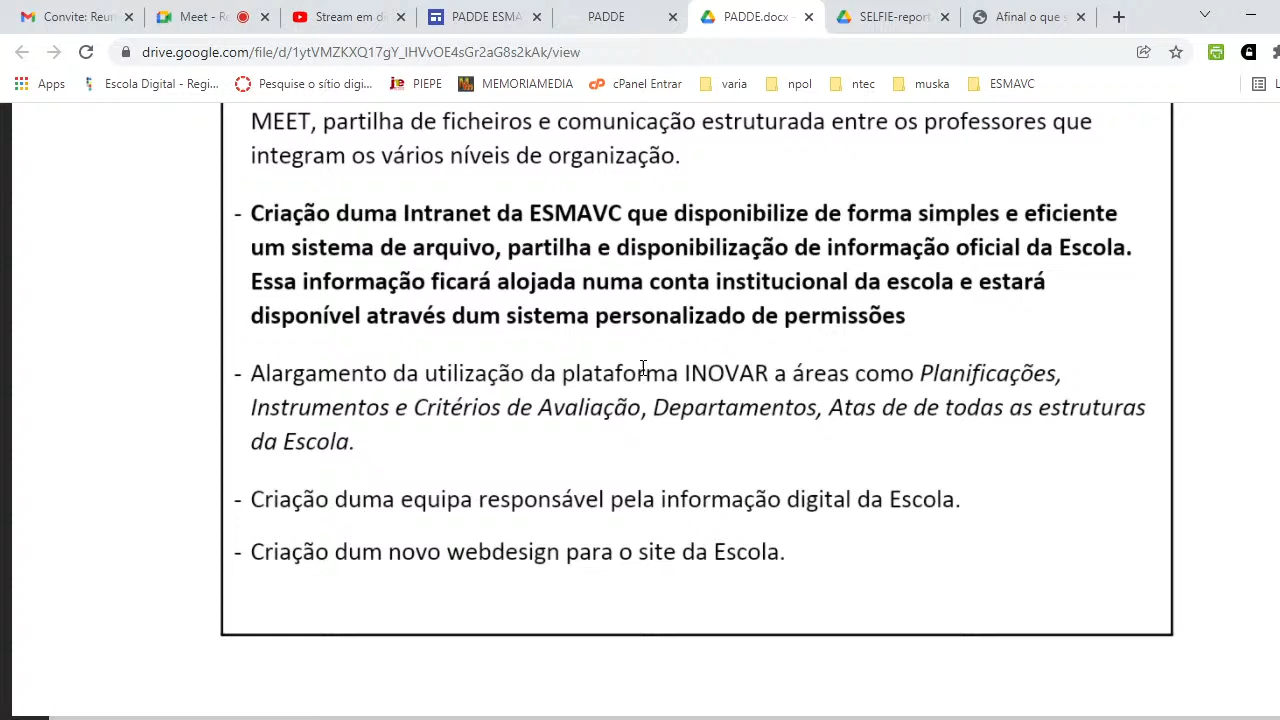 Convite: Reur
Meet - R
Stream em di
PADDE ESMA
PADDE
PADDE.docx -
SELFIE-report
Afinal o que s
drive.google.com/file/d/1ytVMZKXQ17gY_IHVvOE4sGr2aG8s2kAk/view
Apps
Escola Digital - Regi...
Pesquise o sítio digi...
PIEPE
MEMORIAMEDIA
cPanel Entrar
varia
npol
ntec
muska
ESMAVC
MEET, partilha de ficheiros e comunicação estruturada entre os professores que
integram os vários níveis de organização.
- Criação duma Intranet da ESMAVC que disponibilize de forma simples e eficiente
um sistema de arquivo, partilha e disponibilização de informação oficial da Escola.
Essa informação ficará alojada numa conta institucional da escola e estará
disponível através dum sistema personalizado de permissões
- Alargamento da utilização da plataforma INOVAR a áreas como Planificações,
Instrumentos e Critérios de Avaliação, Departamentos, Atas de de todas as estruturas
da Escola.
- Criação duma equipa responsável pela informação digital da Escola.
- Criação dum novo webdesign para o site da Escola.